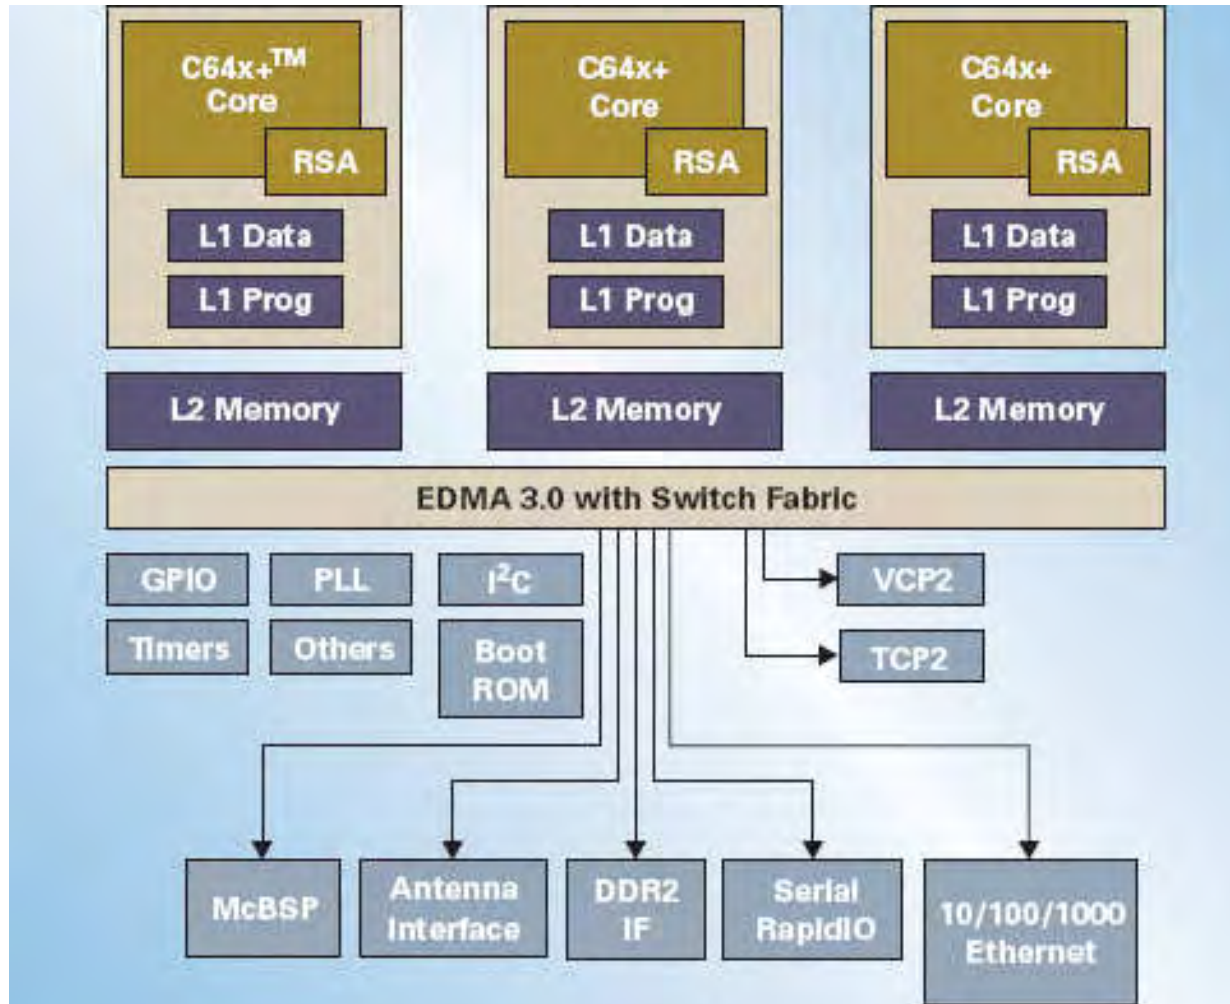 C64x+™
Core
RSA
L1 Data
L1 Prog
L2 Memory
C64x+
Core
RSA
L1 Data
L1 Prog
L2 Memory
C64x+
Core
RSA
L1 Data
L1 Prog
L2 Memory
EDMA 3.0 with Switch Fabric
GPIO
PLL
I²C
Timers
Others
Boot
ROM
VCP2
TCP2
McBSP
Antenna
Interface
DDR2
IF
Serial
RapidIO
10/100/1000
Ethernet